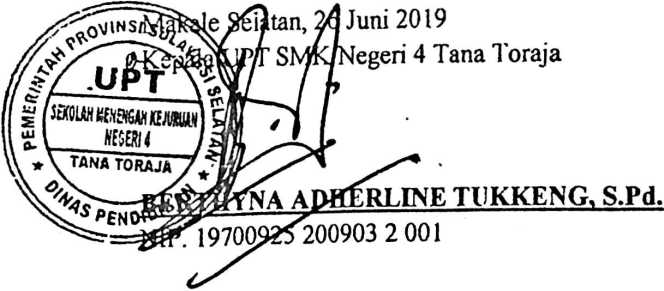 Makale Selatan, 26 Juni 2019
Kepala UPT SMK Negeri 4 Tana Toraja
PEMERINTAH PROVINSI SULAWESI SELATAN
UPT
SEKOLAH MENENGAH KEJURUAN
NEGERI 4
TANA TORAJA
DINAS PENDIDIKAN
BERTHYNA ADHERLINE TUKKENG, S.Pd.
NIP. 19700925 200903 2 001